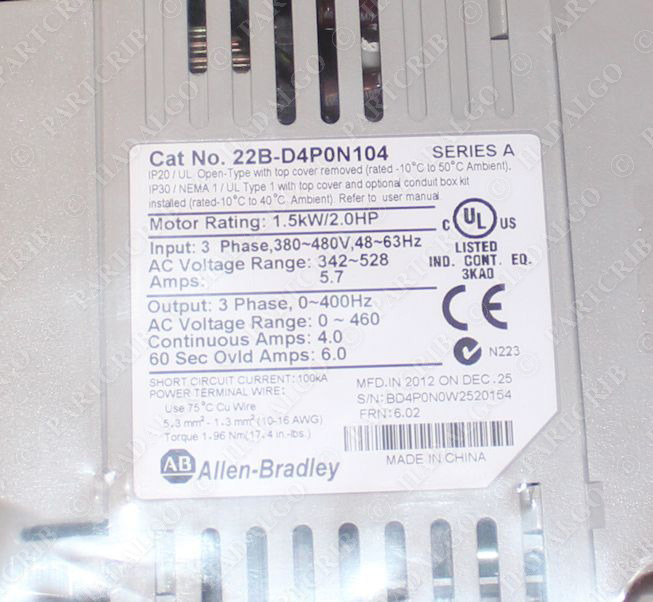 Cat No. 22B-D4P0N104 SERIES A
IP20 / UL Open-Type with top cover removed (rated -10°C to 50°C Ambient).
IP30 / NEMA 1 / UL Type 1 with top cover and optional conduit box kit
installed (rated-10°C to 40°C. Ambient). Refer to user manual
Motor Rating: 1.5kW/2.0HP
Input: 3 Phase,380~480V,48~63Hz
AC Voltage Range: 342~528
Amps: 5.7
C UL US
LISTED
IND. CONT. EQ.
3KA0
Output: 3 Phase, 0~400Hz
AC Voltage Range: 0 ~ 460
Continuous Amps: 4.0
60 Sec Ovld Amps: 6.0
CE
N223
SHORT CIRCUIT CURRENT:100kA
POWER TERMINAL WIRE:
Use 75°C Cu Wire
5.3 mm² - 1.3 mm² (10-16 AWG)
Torque 1.96 Nm(17.4 in.-lbs.)
MFD.IN 2012 ON DEC.25
S/N: BD4P0N0W2520154
FRN: 6.02
MADE IN CHINA
AB Allen-Bradley
© PARTCRIB © HADALGO